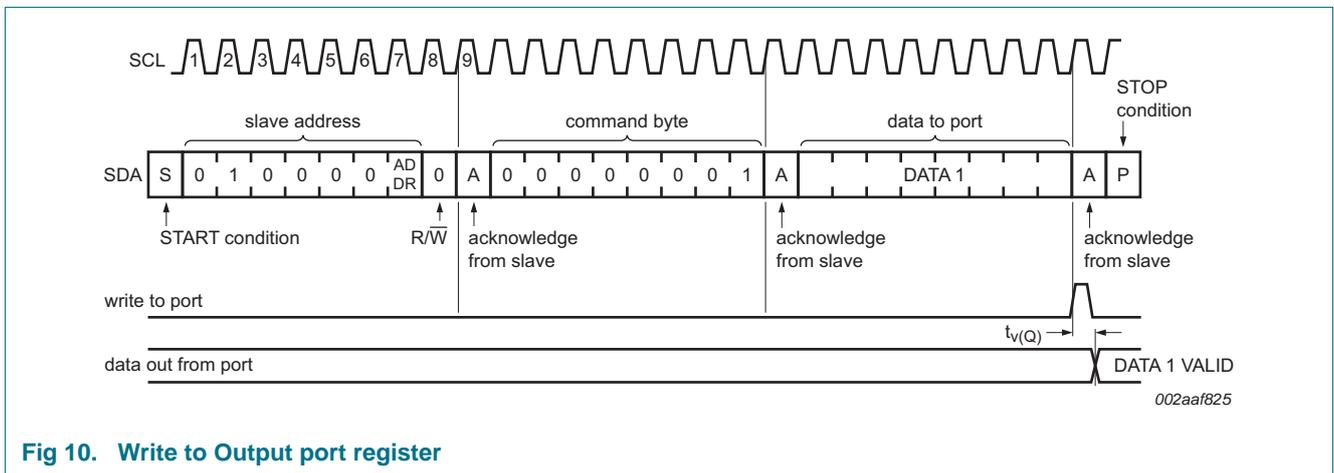 SCL 1 2 3 4 5 6 7 8 9
STOP
condition
slave address command byte data to port
SDA S 0 1 0 0 0 0 AD DR 0 A 0 0 0 0 0 0 0 1 A DATA 1 A P
START condition R/W̅ acknowledge from slave acknowledge from slave acknowledge from slave
write to port
tv(Q)
data out from port DATA 1 VALID
002aaf825
Fig 10. Write to Output port register